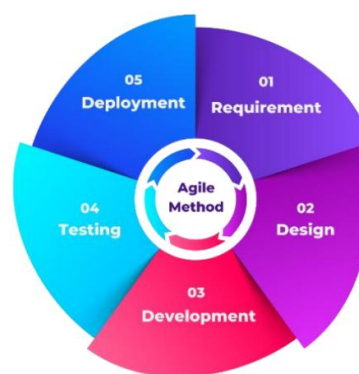 01
Requirement
02
Design
03
Development
04
Testing
05
Deployment
Agile
Method